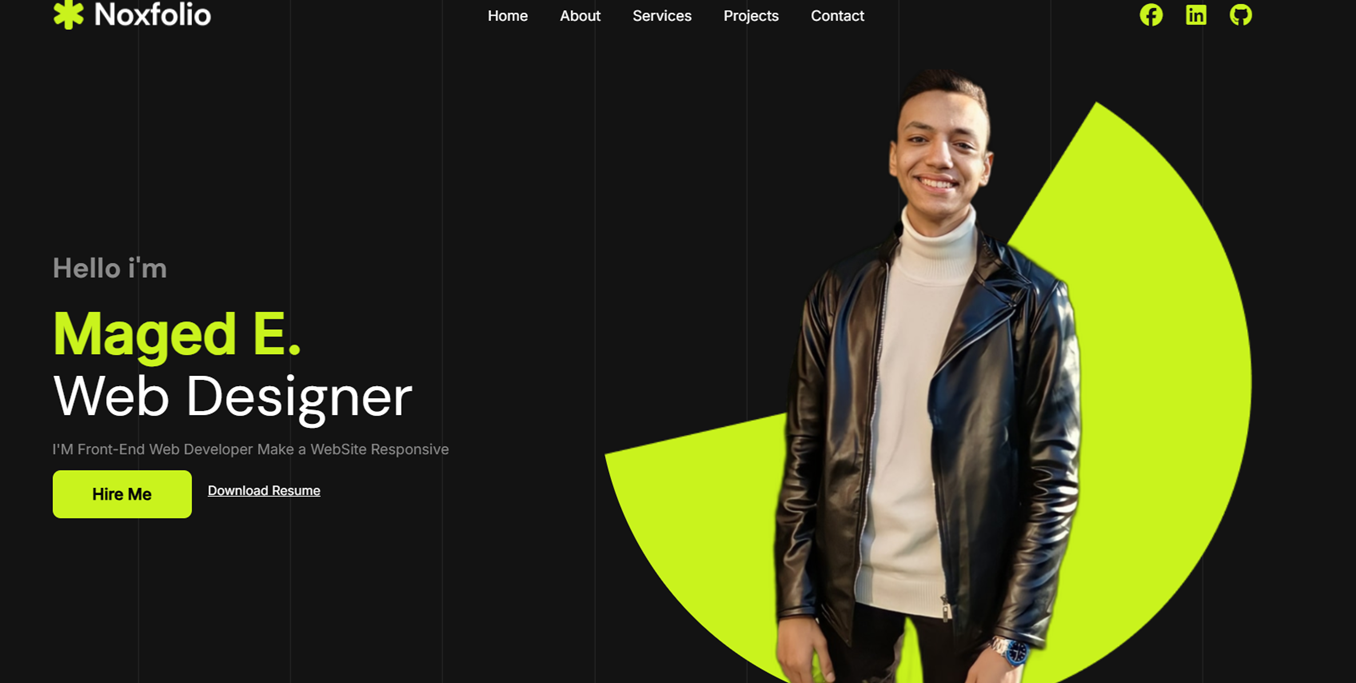 Noxfolio
Home About Services Projects Contact
Hello i'm
Maged E.
Web Designer
I'M Front-End Web Developer Make a WebSite Responsive
Hire Me
Download Resume